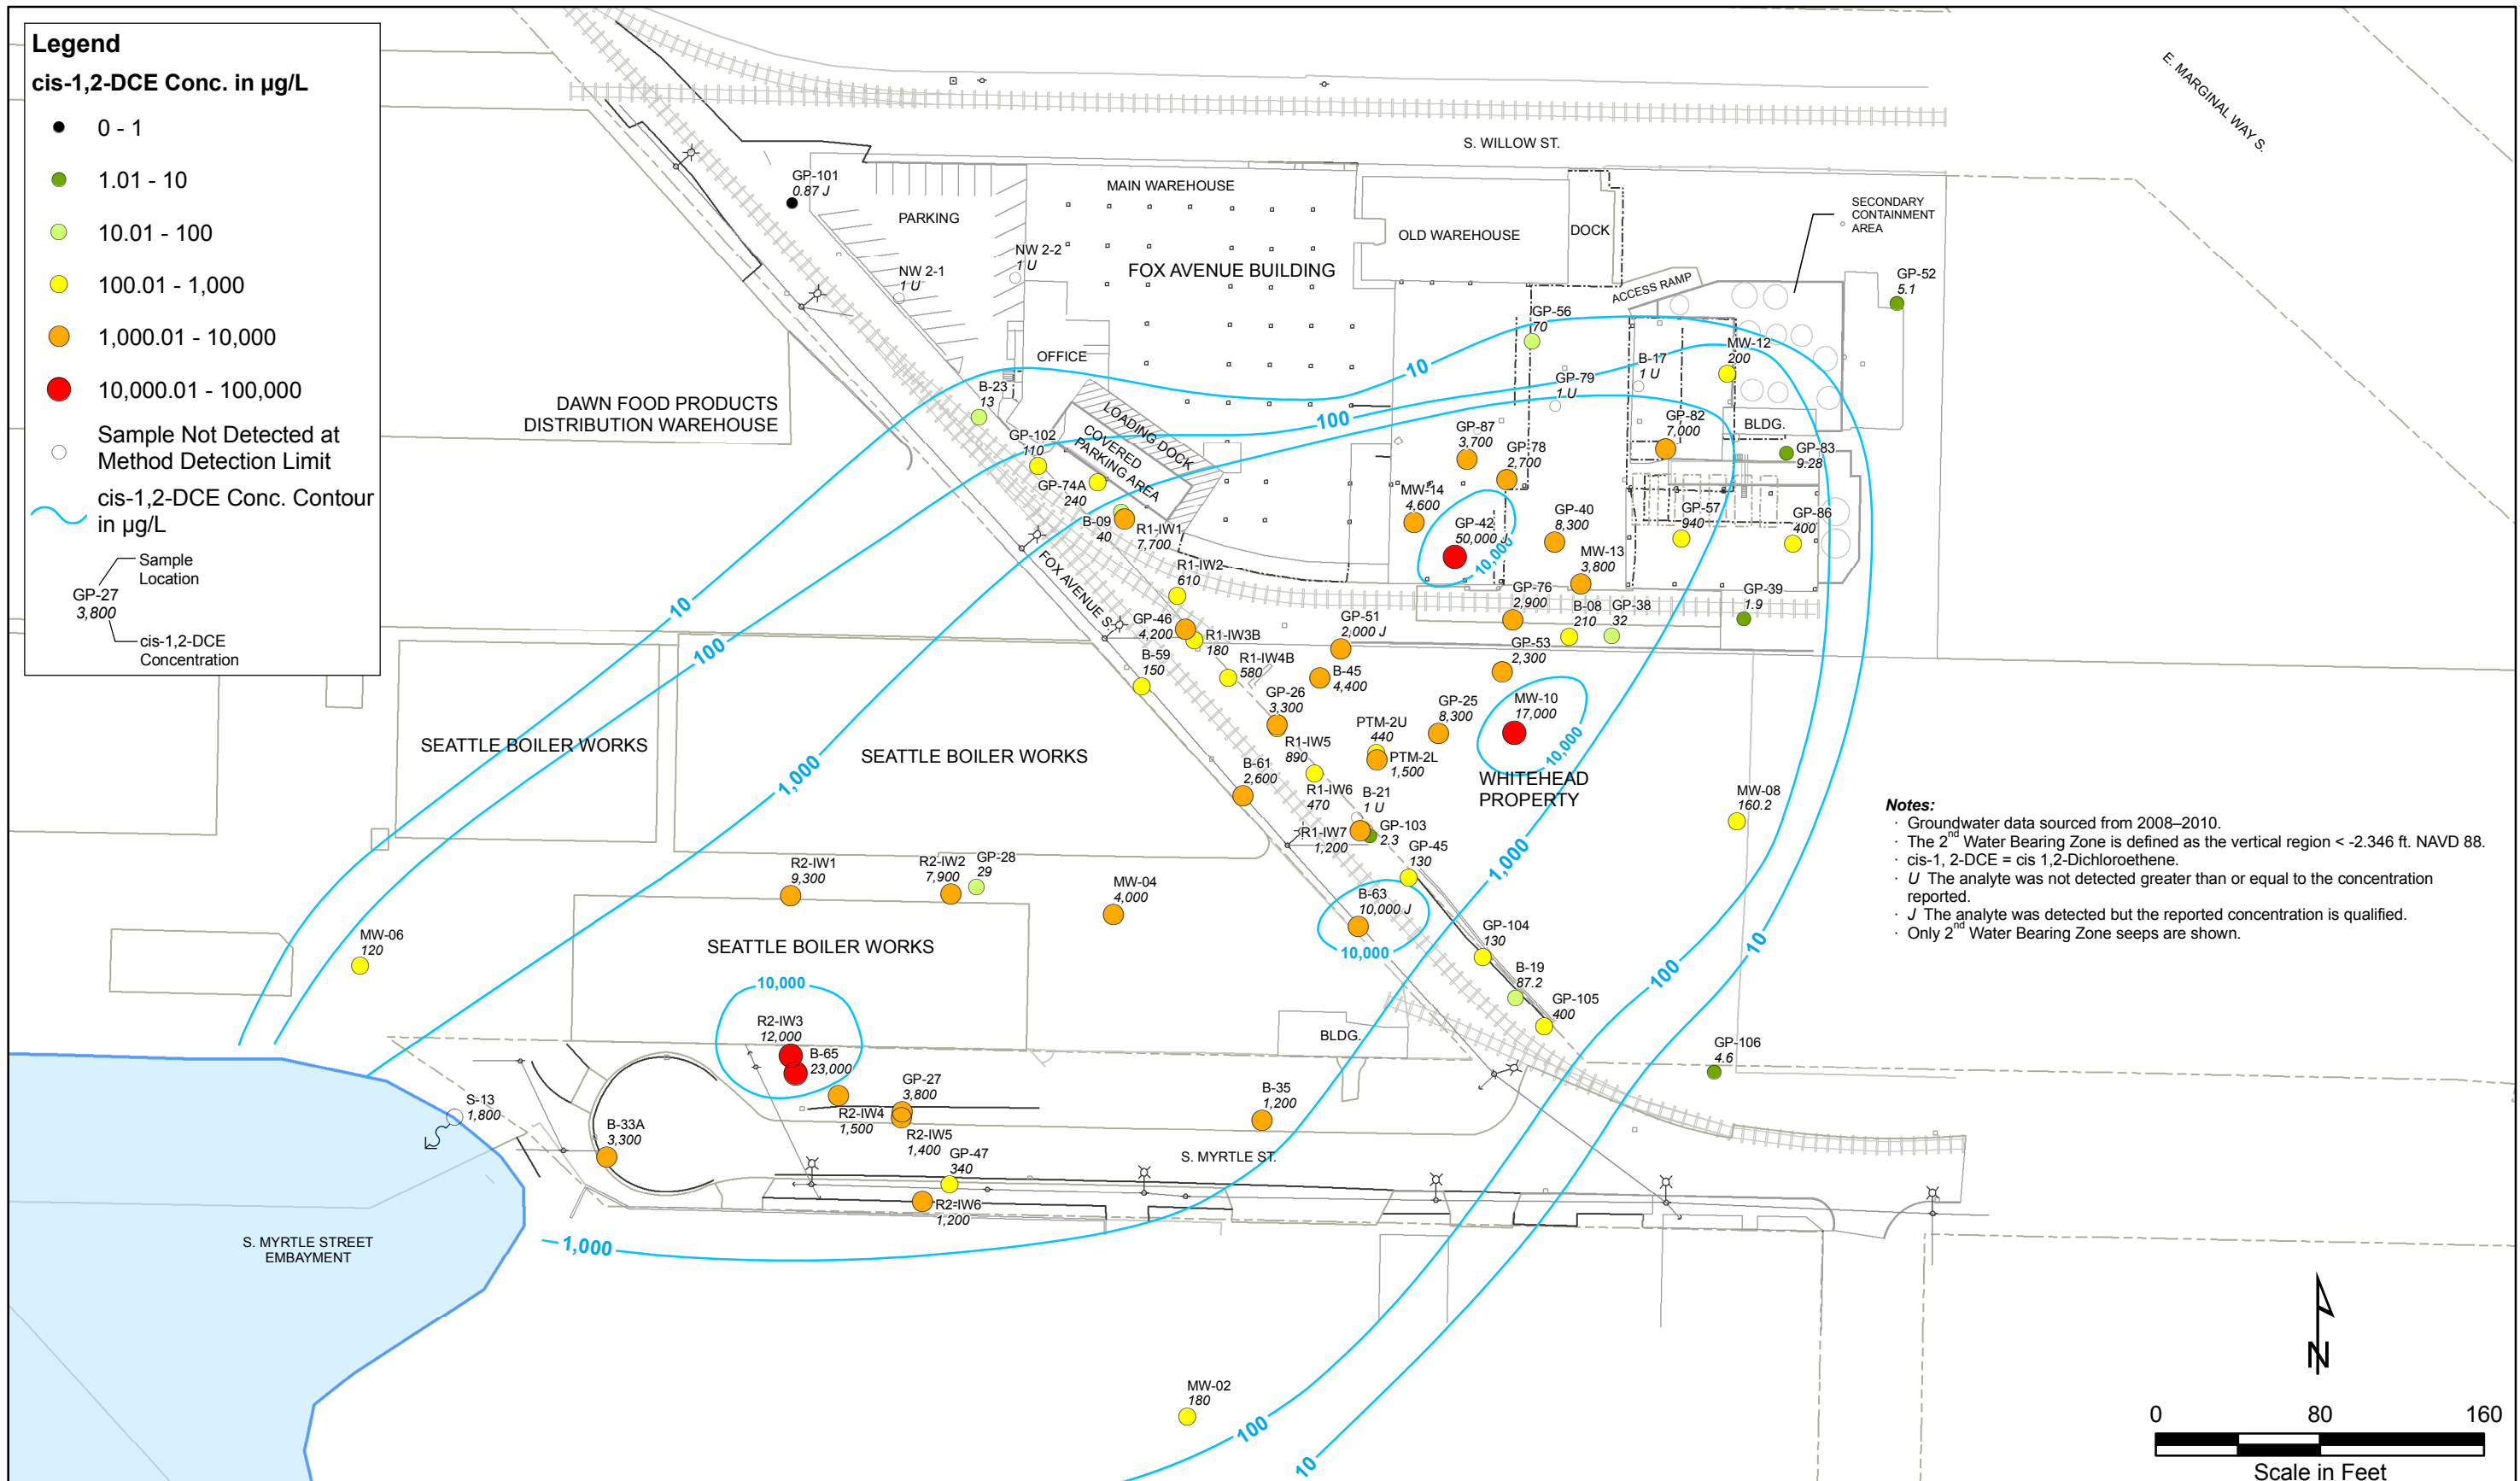 Legend
cis-1,2-DCE Conc. in µg/L
0 - 1
1.01 - 10
10.01 - 100
100.01 - 1,000
1,000.01 - 10,000
10,000.01 - 100,000
Sample Not Detected at
Method Detection Limit
cis-1,2-DCE Conc. Contour
in µg/L
Sample
Location
GP-27
3,800
cis-1,2-DCE
Concentration
E. MARGINAL WAY S.
S. WILLOW ST.
GP-101
0.87 J
PARKING
MAIN WAREHOUSE
OLD WAREHOUSE
DOCK
SECONDARY
CONTAINMENT
AREA
NW 2-1
1 U
NW 2-2
1 U
FOX AVENUE BUILDING
ACCESS RAMP
GP-52
5.1
GP-56
70
OFFICE
10
B-17
1 U
MW-12
200
GP-79
1 U
B-23
13
DAWN FOOD PRODUCTS
DISTRIBUTION WAREHOUSE
LOADING DOCK
COVERED
PARKING AREA
100
GP-82
7,000
BLDG.
GP-83
9.28
GP-102
110
GP-87
3,700
GP-78
2,700
GP-74A
240
MW-14
4,600
B-09
40
R1-IW1
7,700
GP-42
50,000 J
10,000
GP-40
8,300
GP-57
940
GP-86
400
MW-13
3,800
FOX AVENUE S.
R1-IW2
610
GP-76
2,900
B-08
210
GP-38
32
GP-39
1.9
10
GP-46
4,200
R1-IW3B
180
GP-51
2,000 J
100
B-59
150
R1-IW4B
580
B-45
4,400
GP-53
2,300
GP-26
3,300
GP-25
8,300
MW-10
17,000
10,000
SEATTLE BOILER WORKS
SEATTLE BOILER WORKS
1,000
PTM-2U
440
R1-IW5
890
PTM-2L
1,500
B-61
2,600
WHITEHEAD
PROPERTY
R1-IW6
470
B-21
1 U
MW-08
160.2
R1-IW7
1,200
GP-103
2.3
GP-45
130
1,000
Notes:
· Groundwater data sourced from 2008–2010.
· The 2nd Water Bearing Zone is defined as the vertical region < -2.346 ft. NAVD 88.
· cis-1, 2-DCE = cis 1,2-Dichloroethene.
· U The analyte was not detected greater than or equal to the concentration
reported.
· J The analyte was detected but the reported concentration is qualified.
· Only 2nd Water Bearing Zone seeps are shown.
R2-IW1
9,300
R2-IW2
7,900
GP-28
29
MW-04
4,000
B-63
10,000 J
10,000
MW-06
120
SEATTLE BOILER WORKS
GP-104
130
10
100
B-19
87.2
GP-105
400
10,000
R2-IW3
12,000
B-65
23,000
BLDG.
GP-106
4.6
GP-27
3,800
B-35
1,200
S-13
1,800
R2-IW4
1,500
R2-IW5
1,400
B-33A
3,300
GP-47
340
S. MYRTLE ST.
R2-IW6
1,200
S. MYRTLE STREET
EMBAYMENT
1,000
MW-02
180
100
10
N
0 80 160
Scale in Feet